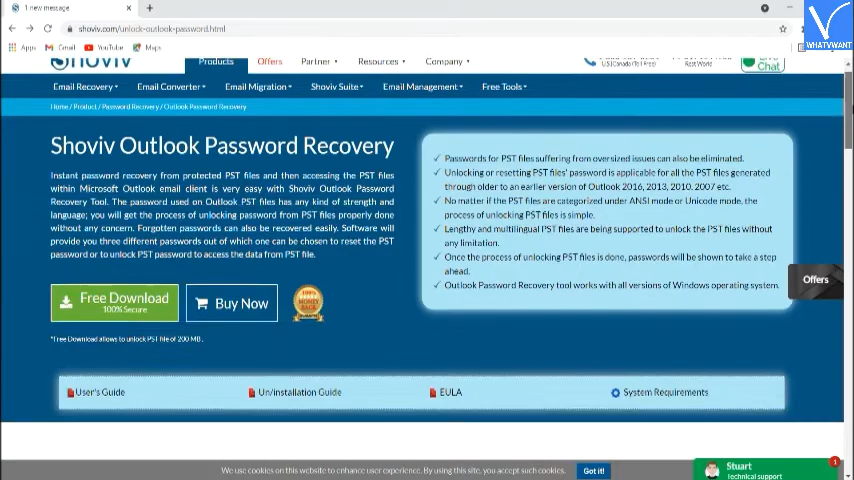 1 new message
shoviv.com/unlock-outlook-password.html
WHATVWANT
Apps Gmail YouTube Maps
Shoviv Products Offers Partner Resources Company
US|Canada (Toll Free) Rest World Live Chat
Email Recovery Email Converter Email Migration Shoviv Suite Email Management Free Tools
Home / Product / Password Recovery / Outlook Password Recovery
Shoviv Outlook Password Recovery
Instant password recovery from protected PST files and then accessing the PST files
within Microsoft Outlook email client is very easy with Shoviv Outlook Password
Recovery Tool. The password used on Outlook PST files has any kind of strength and
language; you will get the process of unlocking password from PST files properly done
without any concern. Forgotten passwords can also be recovered easily. Software will
provide you three different passwords out of which one can be chosen to reset the PST
password or to unlock PST password to access the data from PST file.
✓ Passwords for PST files suffering from oversized issues can also be eliminated.
✓ Unlocking or resetting PST files' password is applicable for all the PST files generated
through older to an earlier version of Outlook 2016, 2013, 2010, 2007 etc.
✓ No matter if the PST files are categorized under ANSI mode or Unicode mode, the
process of unlocking PST files is simple.
✓ Lengthy and multilingual PST files are being supported to unlock the PST files without
any limitation.
✓ Once the process of unlocking PST files is done, passwords will be shown to take a step
ahead.
✓ Outlook Password Recovery tool works with all versions of Windows operating system.
Offers
Free Download
100% Secure
Buy Now
100%
MONEY BACK
*Free Download allows to unlock PST file of 200 MB.
User's Guide Un/installation Guide EULA System Requirements
We use cookies on this website to enhance user experience. By using this site, you accept such cookies. Got it!
Stuart
Technical support
1